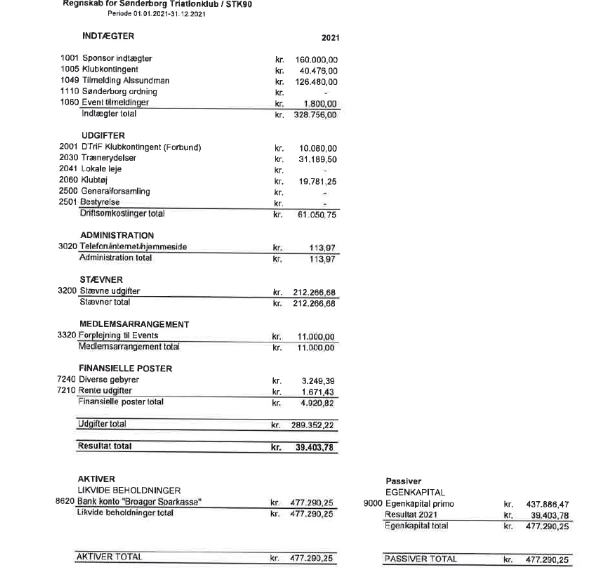 Regnskab for Sønderborg Triatlonklub / STK90
Periode 01.01.2021-31.12.2021
INDTÆGTER 2021
1001 Sponsor indtægter kr. 160.000,00
1005 Klubkontingent kr. 40.476,00
1049 Tilmelding Alssundman kr. 126.480,00
1110 Sønderborg ordning kr. -
1060 Event tilmeldinger kr. 1.800,00
Indtægter total kr. 328.756,00
UDGIFTER
2001 DTriF Klubkontingent (Forbund) kr. 10.080,00
2030 Trænerydelser kr. 31.189,50
2041 Lokale leje kr. -
2060 Klubtøj kr. 19.781,25
2500 Generalforsamling kr. -
2501 Bestyrelse kr. -
Driftsomkostinger total kr. 61.050,75
ADMINISTRATION
3020 Telefon/internet/hjemmeside kr. 113,97
Administration total kr. 113,97
STÆVNER
3200 Stævne udgifter kr. 212.266,68
Stævner total kr. 212.266,68
MEDLEMSARRANGEMENT
3320 Forplejning til Events kr. 11.000,00
Medlemsarrangement total kr. 11.000,00
FINANSIELLE POSTER
7240 Diverse gebyrer kr. 3.249,39
7210 Rente udgifter kr. 1.671,43
Finansielle poster total kr. 4.920,82
Udgifter total kr. 289.352,22
Resultat total kr. 39.403,78
AKTIVER
LIKVIDE BEHOLDNINGER
8620 Bank konto "Broager Sparkasse" kr. 477.290,25
Likvide beholdninger total kr. 477.290,25
AKTIVER TOTAL kr. 477.290,25
Passiver
EGENKAPITAL
9000 Egenkapital primo kr. 437.886,47
Resultat 2021 kr. 39.403,78
Egenkapital total kr. 477.290,25
PASSIVER TOTAL kr. 477.290,25